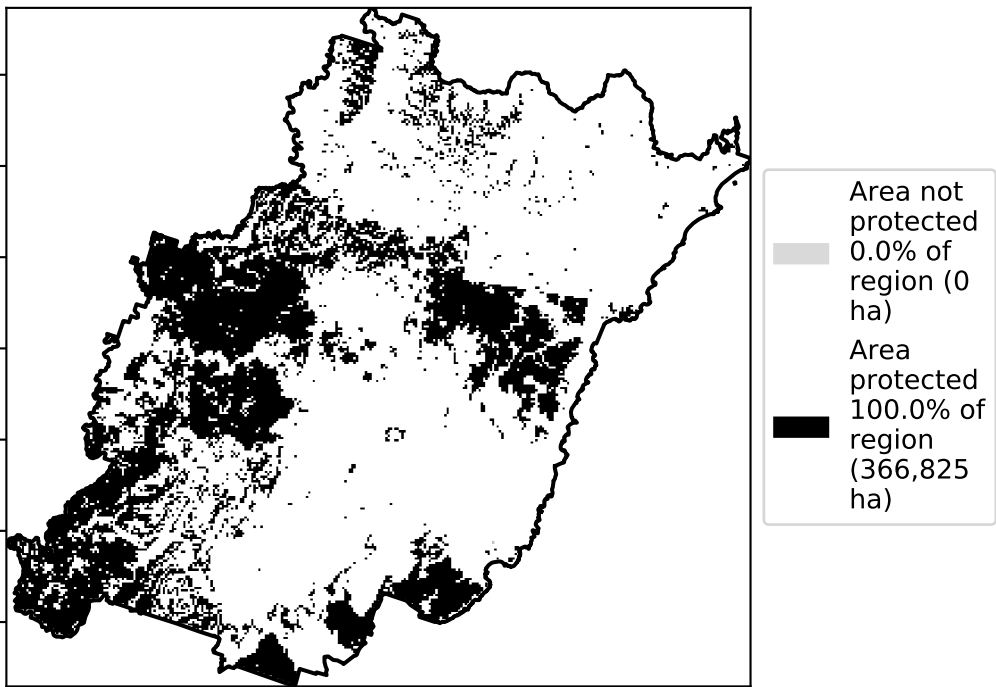 Area not
protected
0.0% of
region (0
ha)
Area
protected
100.0% of
region
(366,825
ha)